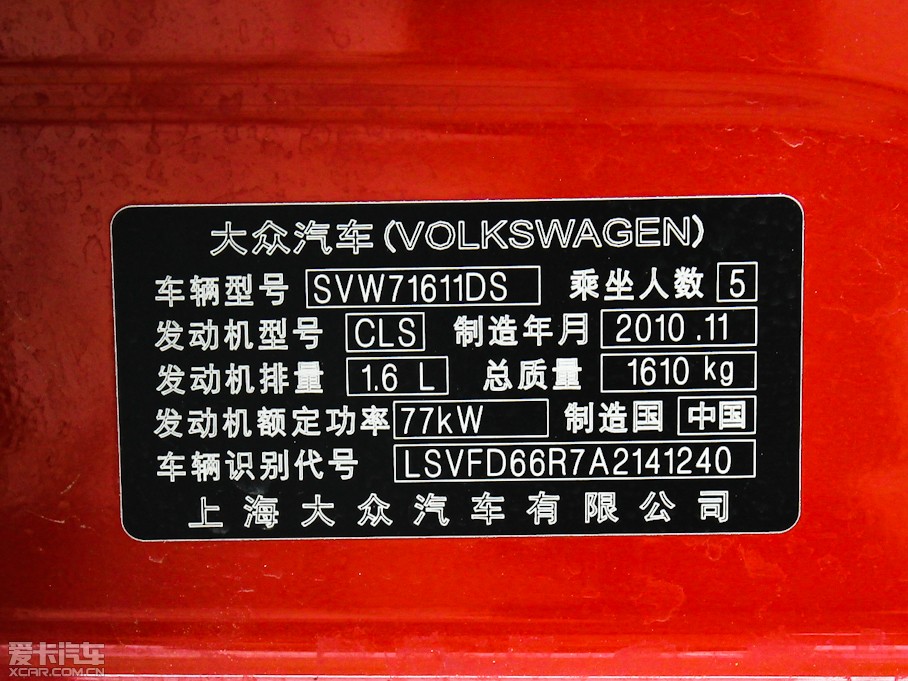 大众汽车(VOLKSWAGEN)
车辆型号 SVW71611DS 乘坐人数 5
发动机型号 CLS 制造年月 2010.11
发动机排量 1.6 L 总质量 1610 kg
发动机额定功率 77kW 制造国 中国
车辆识别代号 LSVFD66R7A2141240
上海大众汽车有限公司
爱卡汽车
XCAR.COM.CN